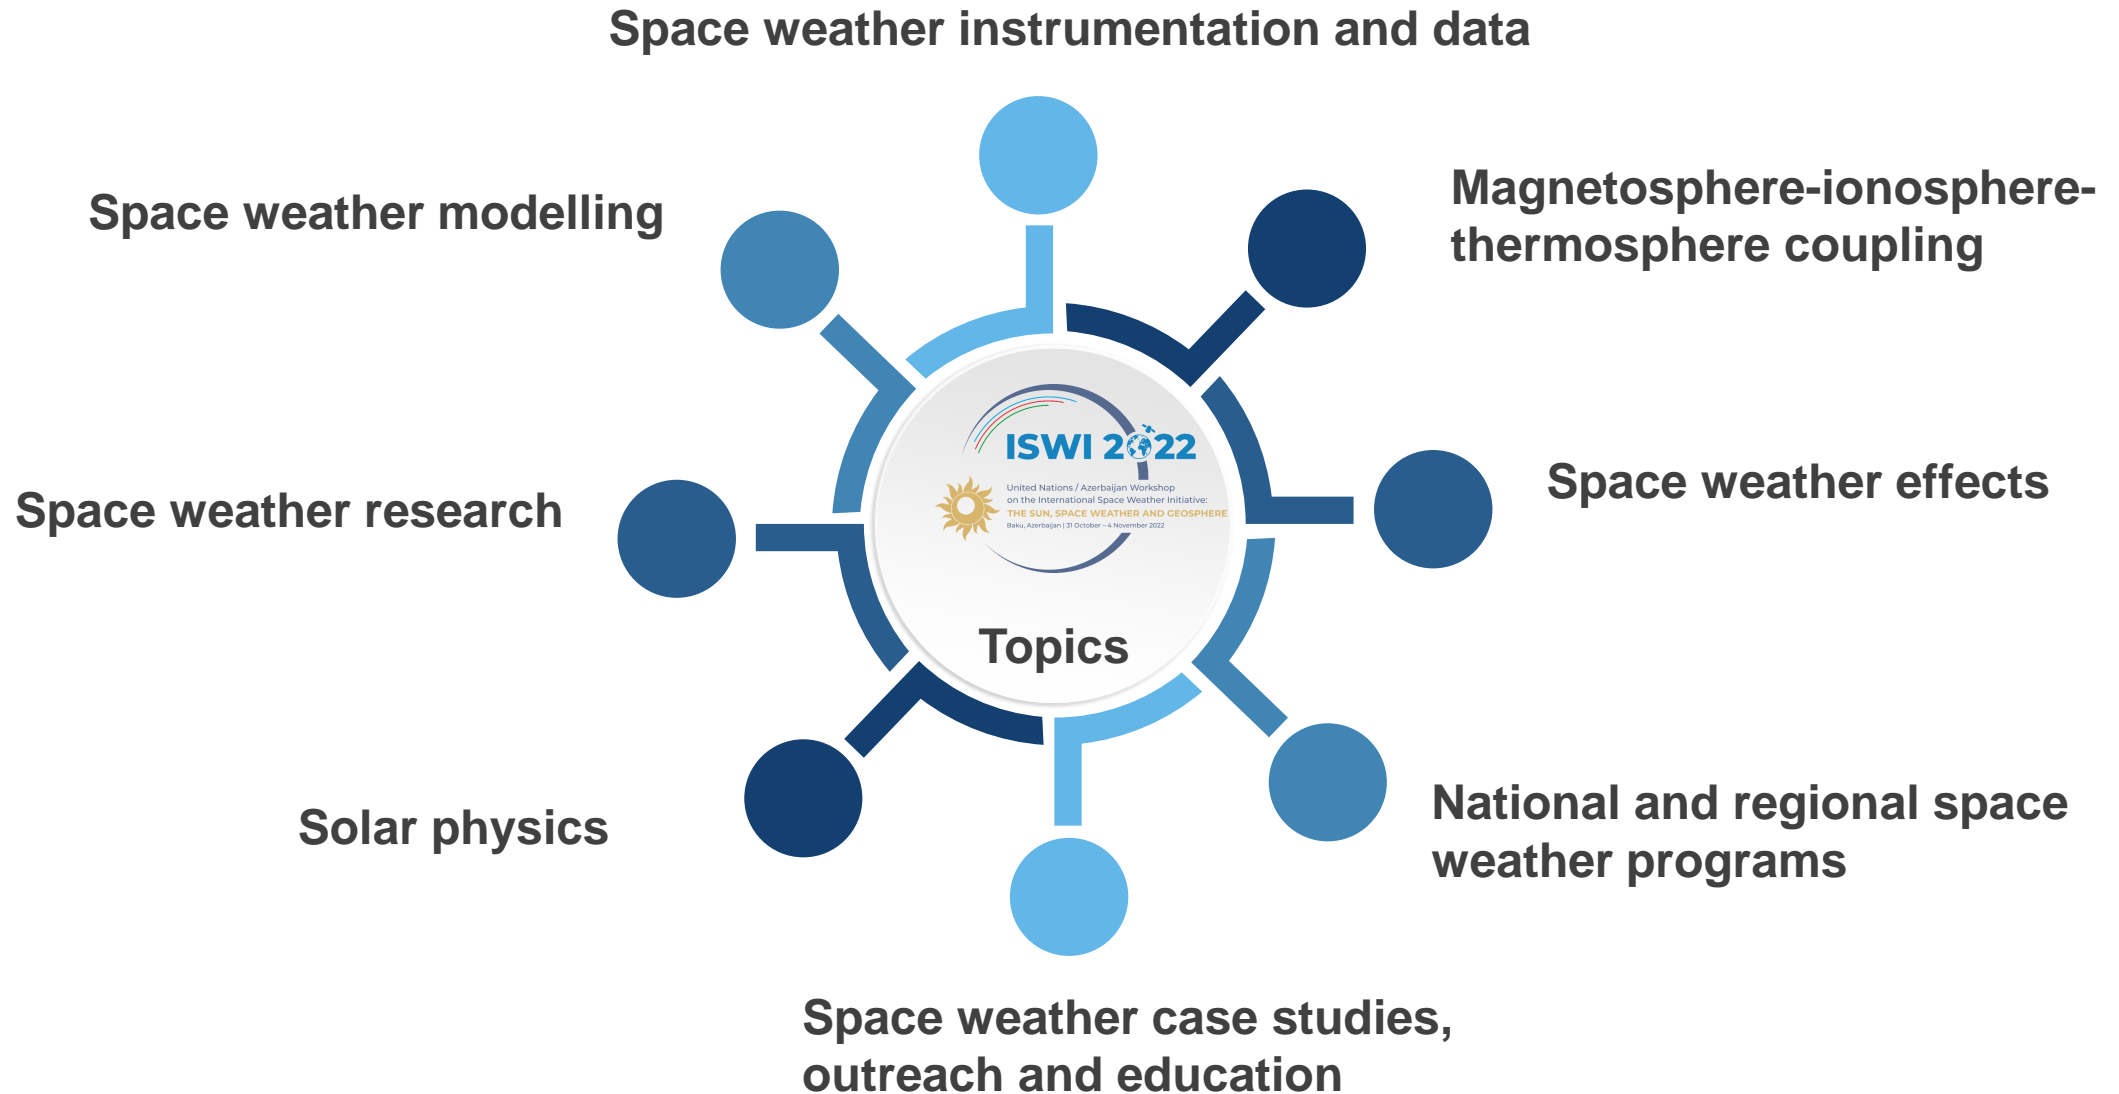 Space weather instrumentation and data
Magnetosphere-ionosphere-
thermosphere coupling
Space weather modelling
Space weather effects
Space weather research
ISWI 2022
United Nations / Azerbaijan Workshop
on the International Space Weather Initiative:
THE SUN, SPACE WEATHER AND GEOSPHERE
Baku, Azerbaijan | 31 October – 4 November 2022
Topics
National and regional space
weather programs
Solar physics
Space weather case studies,
outreach and education